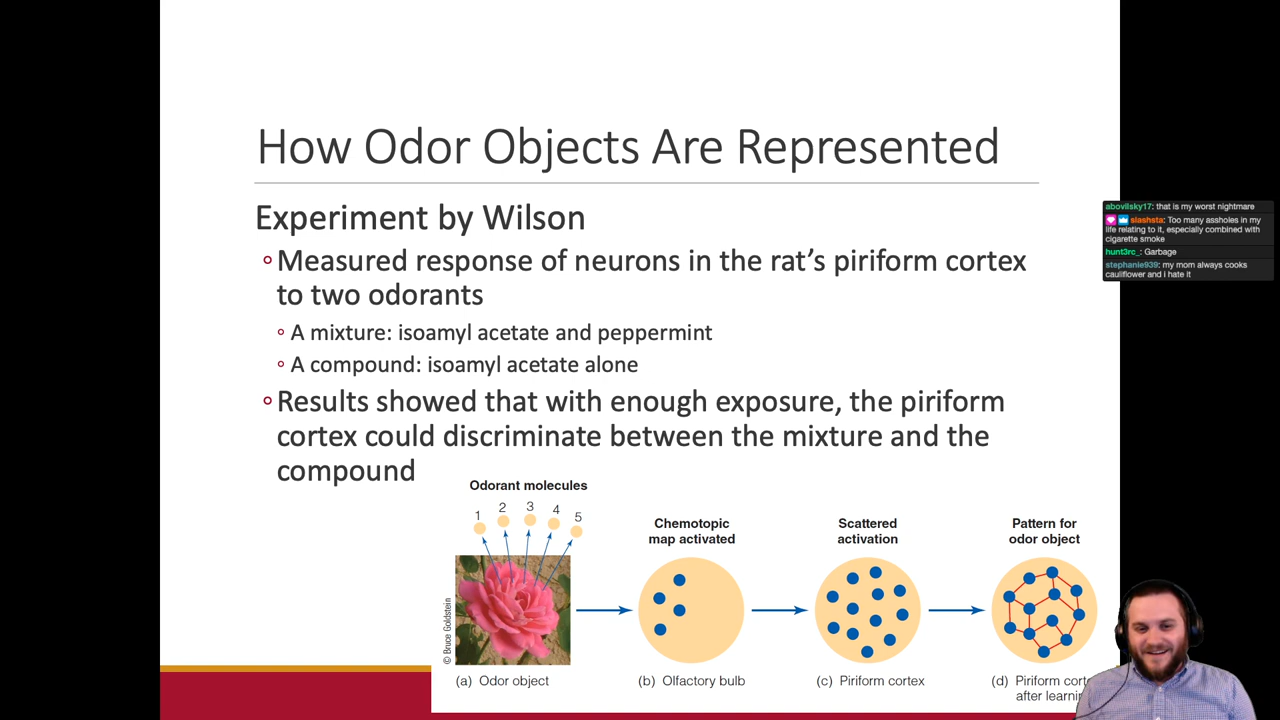 How Odor Objects Are Represented
Experiment by Wilson
Measured response of neurons in the rat's piriform cortex
to two odorants
A mixture: isoamyl acetate and peppermint
A compound: isoamyl acetate alone
Results showed that with enough exposure, the piriform
cortex could discriminate between the mixture and the
compound
Odorant molecules
1 2 3 4 5
© Bruce Goldstein
(a) Odor object
Chemotopic
map activated
(b) Olfactory bulb
Scattered
activation
(c) Piriform cortex
Pattern for
odor object
(d) Piriform
after
abovilsky17: that is my worst nightmare
slashsta: Too many assholes in my
life relating to it, especially combined with
cigarette smoke
hunt3rc_: Garbage
stephanie939: my mom always cooks
cauliflower and i hate it